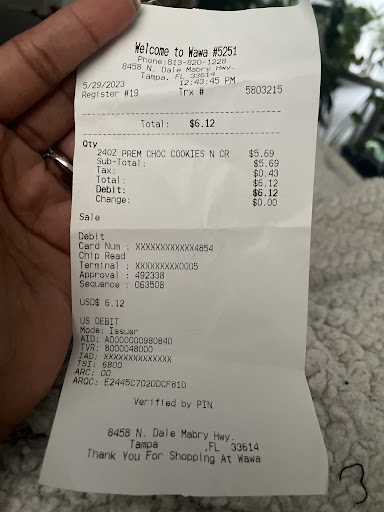 Welcome to Wawa #5251
Phone:813-820-1228
8458 N. Dale Mabry Hwy.
Tampa, FL 33614
5/29/2023 12:43:45 PM
Register #19 Trx # 5803215
Total: $6.12
Qty
24OZ PREM CHOC COOKIES N CR $5.69
Sub-Total: $5.69
Tax: $0.43
Total: $6.12
Debit: $6.12
Change: $0.00
Sale
Debit
Card Num : XXXXXXXXXXXX4854
Chip Read
Terminal : XXXXXXXXX0005
Approval : 492338
Sequence : 063508
USD$ 6.12
US DEBIT
Mode: Issuer
AID: A0000000980840
TVR: 8000048000
IAD: XXXXXXXXXXXXXX
TSI: 6800
ARC: 00
ARQC: E2445C702DDCF81D
Verified by PIN
8458 N. Dale Mabry Hwy.
Tampa ,FL 33614
Thank You For Shopping At Wawa
3